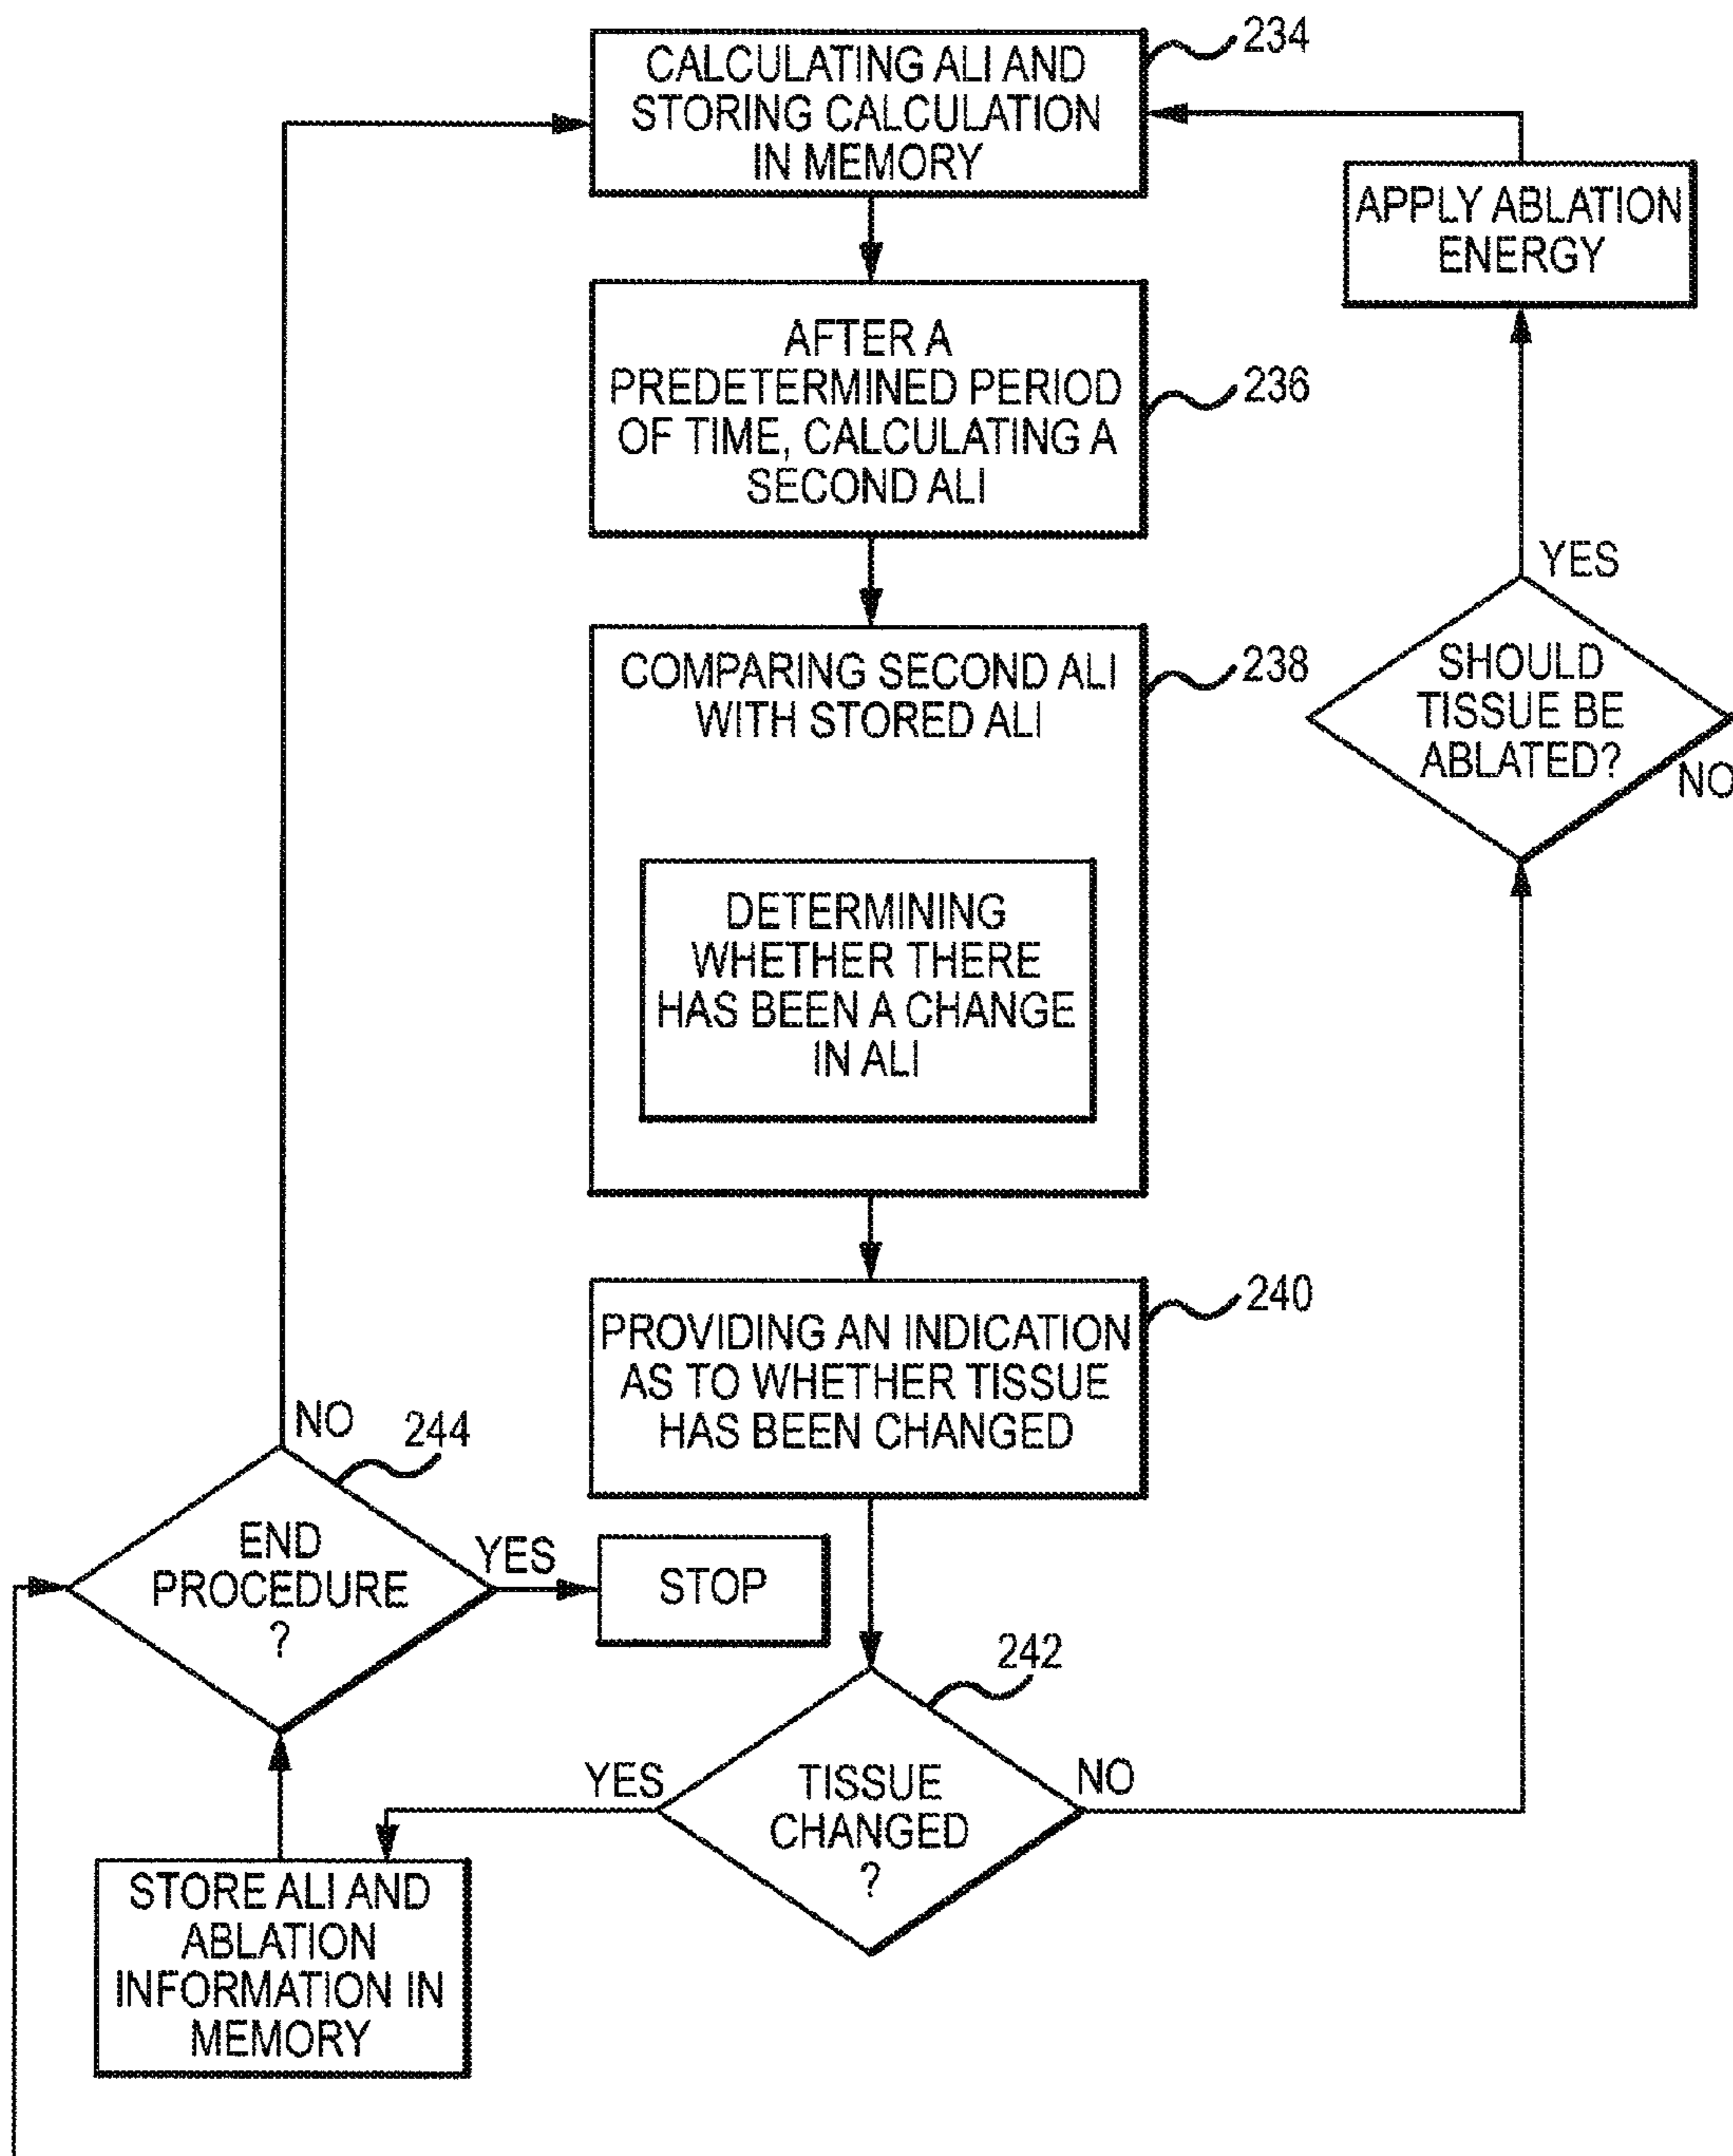 CALCULATING ALI AND
STORING CALCULATION
IN MEMORY
234
APPLY ABLATION
ENERGY
AFTER A
PREDETERMINED PERIOD
OF TIME, CALCULATING A
SECOND ALI
236
YES
SHOULD
TISSUE BE
ABLATED?
NO
COMPARING SECOND ALI
WITH STORED ALI
238
DETERMINING
WHETHER THERE
HAS BEEN A CHANGE
IN ALI
PROVIDING AN INDICATION
AS TO WHETHER TISSUE
HAS BEEN CHANGED
240
NO
244
END
PROCEDURE
?
YES
STOP
242
YES
TISSUE
CHANGED
?
NO
STORE ALI AND
ABLATION
INFORMATION IN
MEMORY